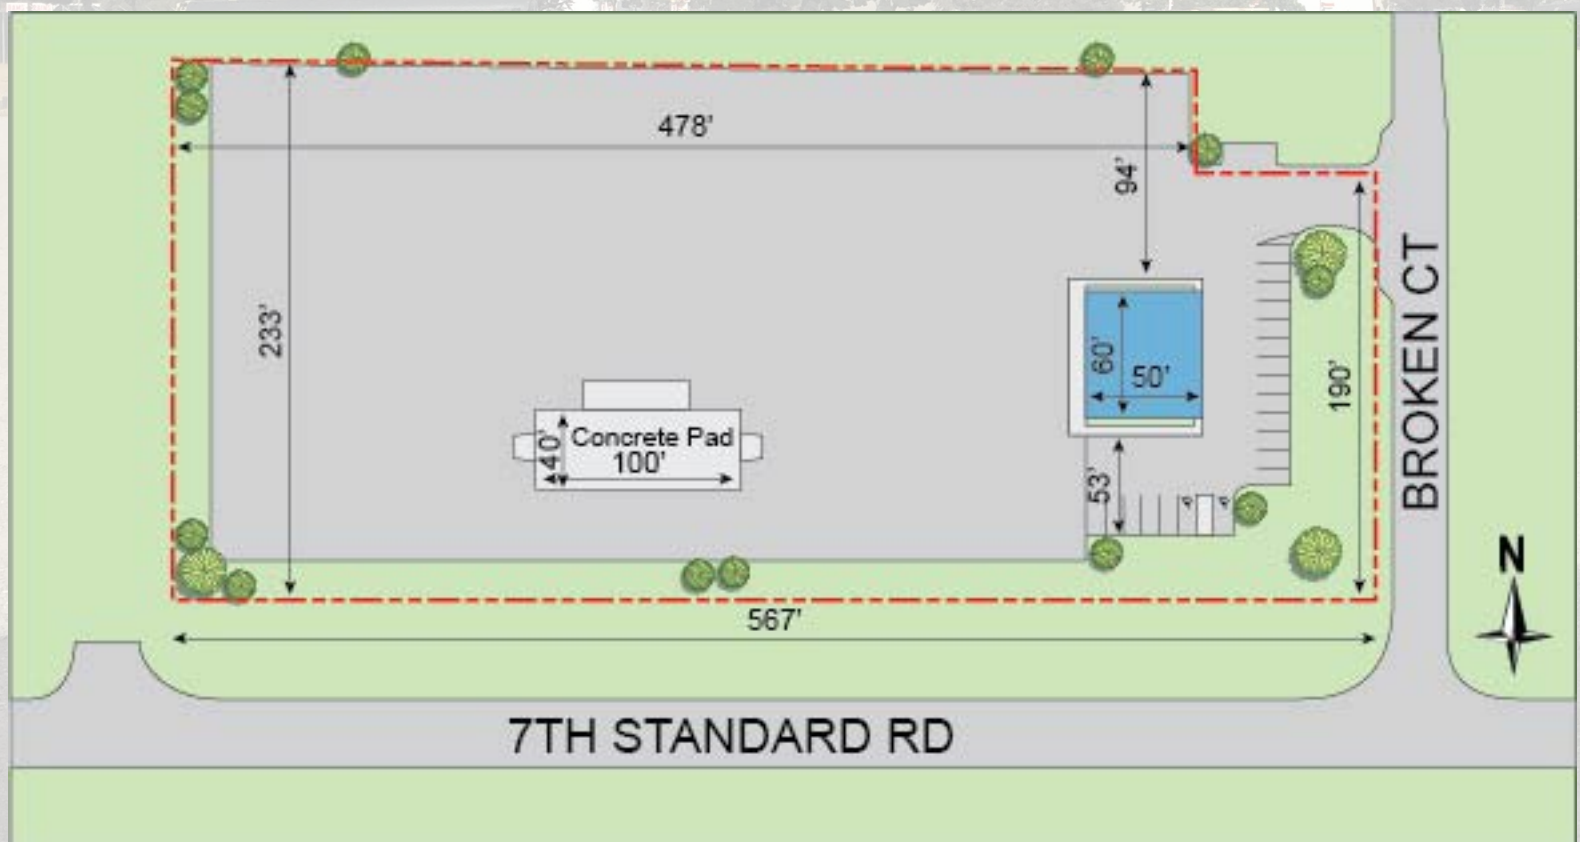 478'
94'
233'
60'
50'
190'
BROKEN CT
Concrete Pad
40'
100'
53'
N
567'
7TH STANDARD RD